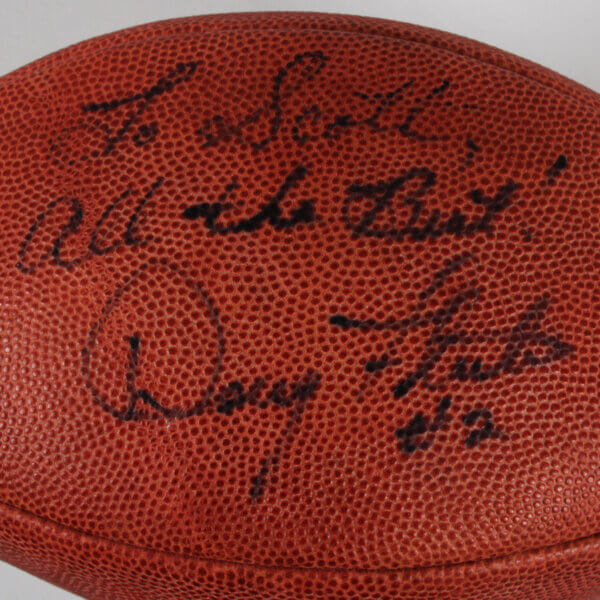 To Scott,
All the Best!
Doug Flutie
#2